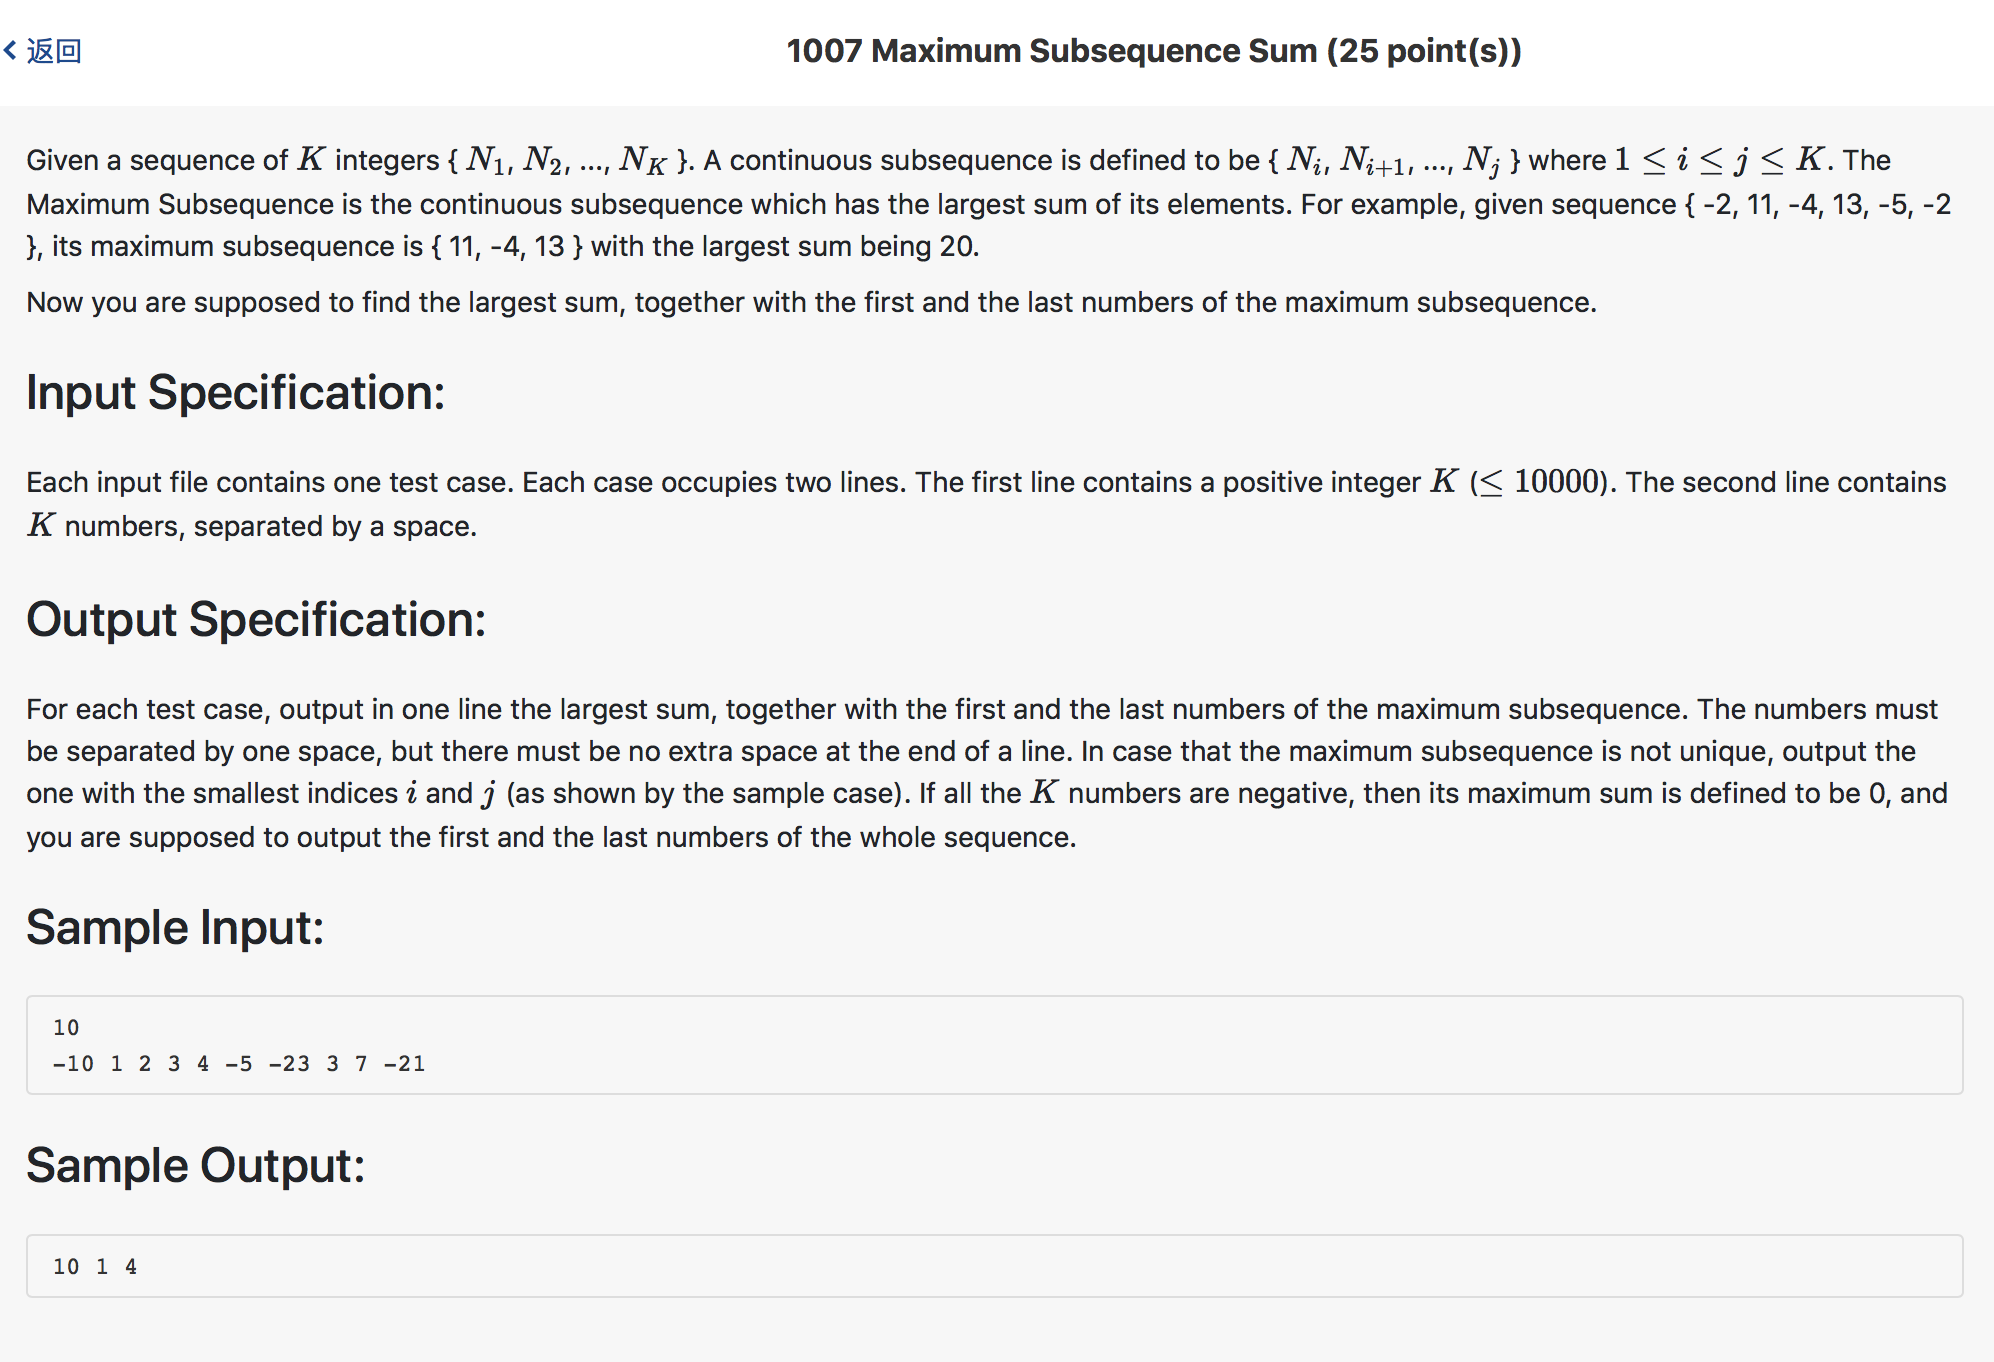 返回
1007 Maximum Subsequence Sum (25 point(s))
Given a sequence of K integers { N₁, N₂, ..., N_K }. A continuous subsequence is defined to be { N_i, N_{i+1}, ..., N_j } where 1 ≤ i ≤ j ≤ K. The
Maximum Subsequence is the continuous subsequence which has the largest sum of its elements. For example, given sequence { -2, 11, -4, 13, -5, -2
}, its maximum subsequence is { 11, -4, 13 } with the largest sum being 20.
Now you are supposed to find the largest sum, together with the first and the last numbers of the maximum subsequence.
Input Specification:
Each input file contains one test case. Each case occupies two lines. The first line contains a positive integer K (≤ 10000). The second line contains
K numbers, separated by a space.
Output Specification:
For each test case, output in one line the largest sum, together with the first and the last numbers of the maximum subsequence. The numbers must
be separated by one space, but there must be no extra space at the end of a line. In case that the maximum subsequence is not unique, output the
one with the smallest indices i and j (as shown by the sample case). If all the K numbers are negative, then its maximum sum is defined to be 0, and
you are supposed to output the first and the last numbers of the whole sequence.
Sample Input:
10
-10 1 2 3 4 -5 -23 3 7 -21
Sample Output:
10 1 4